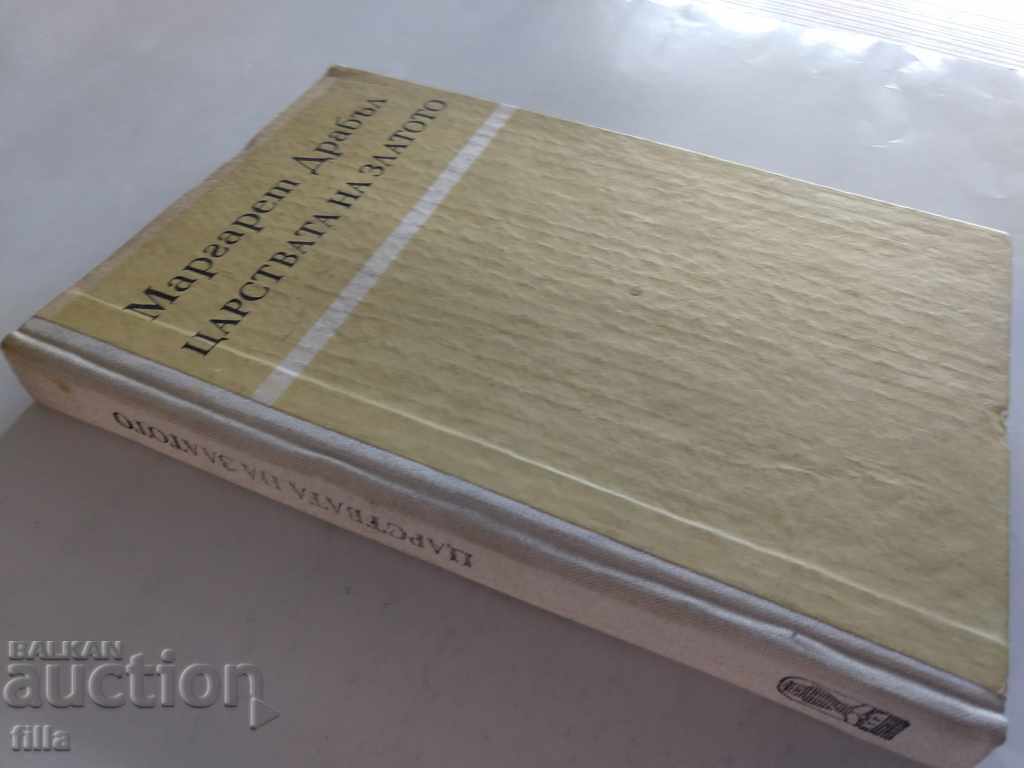 Маргарет Драбъл
ЦАРСТВАТА НА ЗЛАТОТО
ЦАРСТВАТА НА ЗЛАТОТО
BALKAN
auction
filla